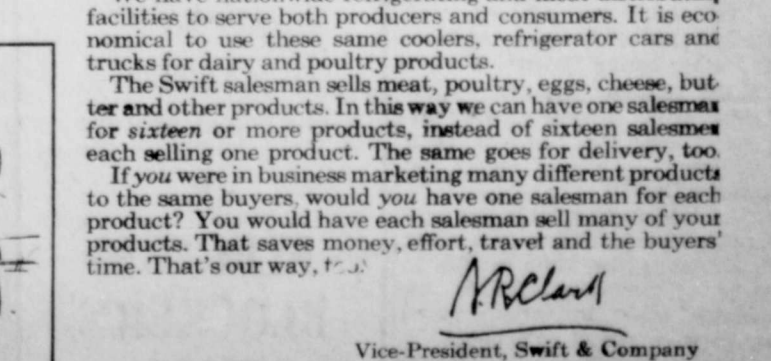 facilities to serve both producers and consumers. It is eco
nomical to use these same coolers, refrigerator cars and
trucks for dairy and poultry products.
The Swift salesman sells meat, poultry, eggs, cheese, but-
ter and other products. In this way we can have one salesman
for sixteen or more products, instead of sixteen salesmen
each selling one product. The same goes for delivery, too.
If you were in business marketing many different products
to the same buyers, would you have one salesman for each
product? You would have each salesman sell many of your
products. That saves money, effort, travel and the buyers'
time. That's our way,
A.R. Clark
Vice-President, Swift & Company